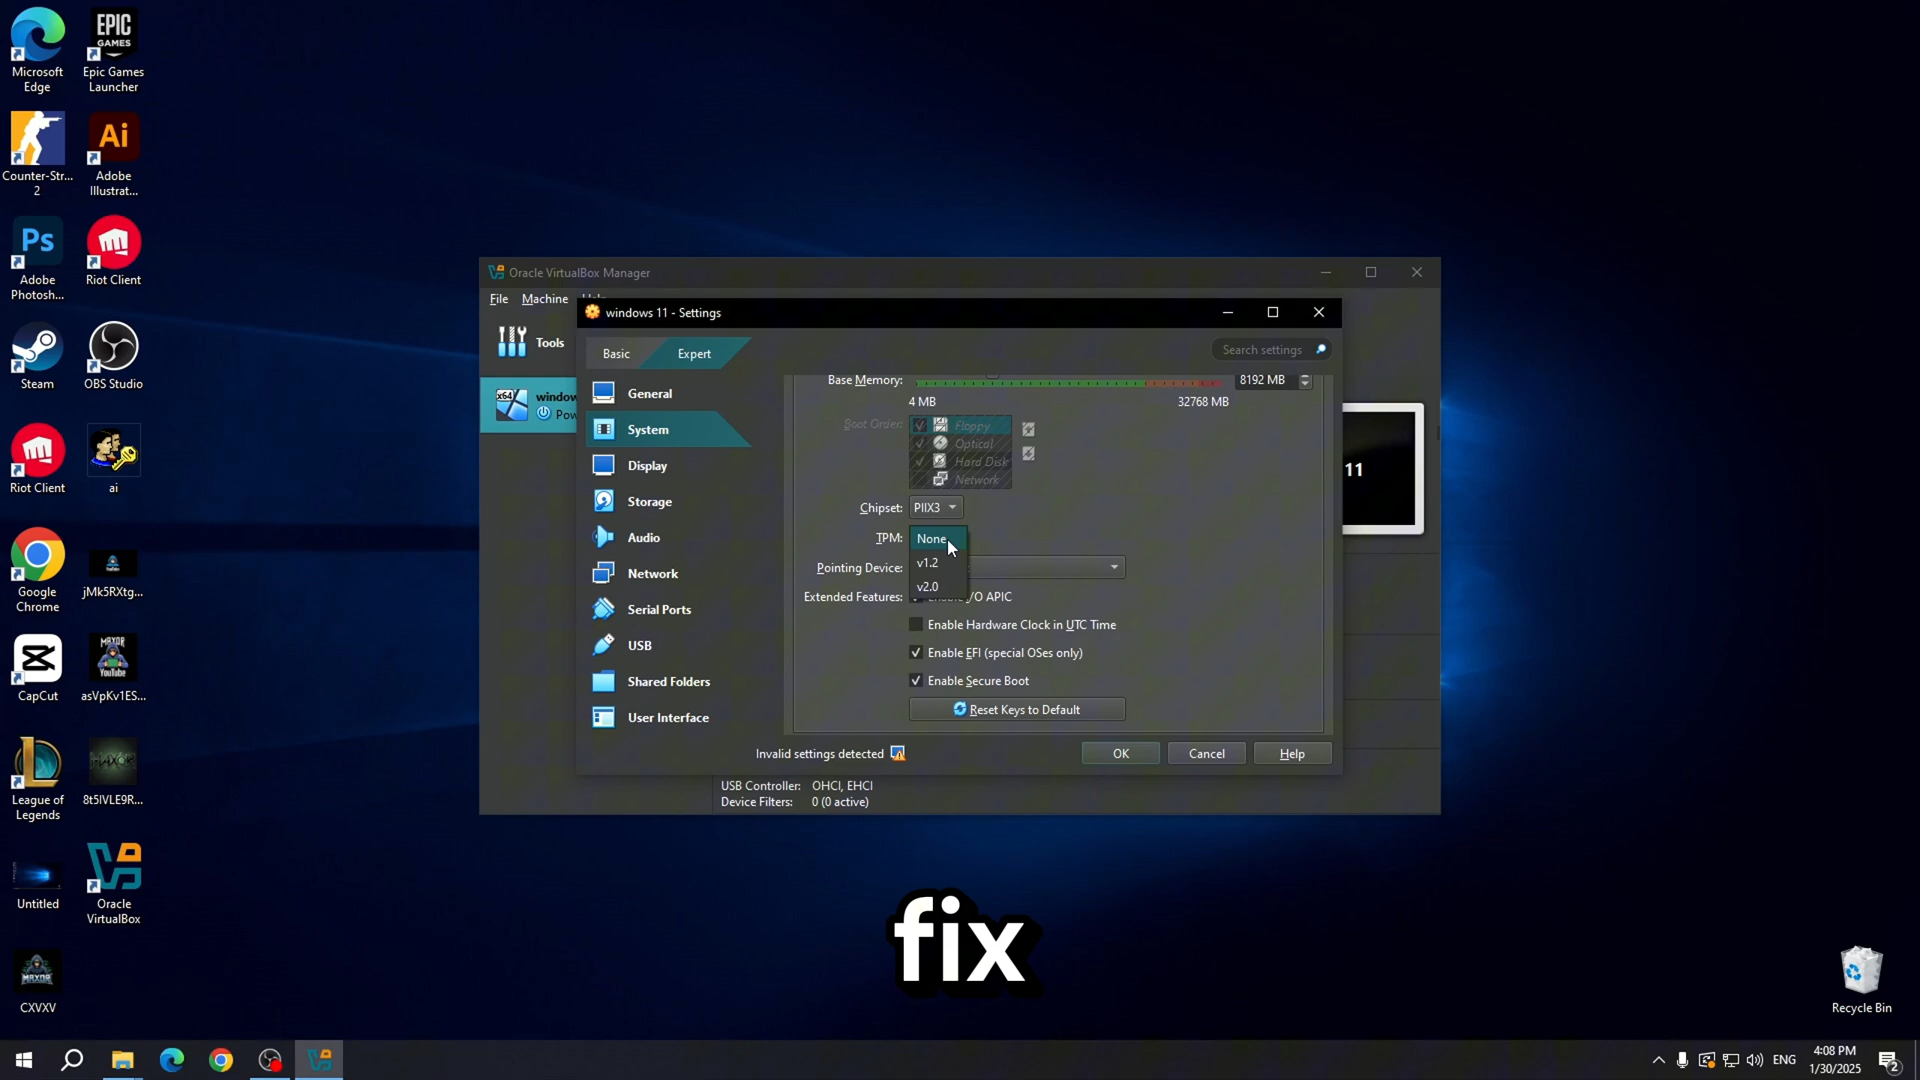 Microsoft
Edge
Epic Games
Launcher
EPIC
GAMES
Counter-Str...
2
Ai
Adobe
Illustrat...
Ps
Adobe
Photosh...
Riot Client
Steam
OBS Studio
Riot Client
ai
Google
Chrome
jMk5RXtg...
CapCut
MAXOR
YouTube
asVpKv1ES...
League of
Legends
8t5IVLE9R...
Untitled
Oracle
VirtualBox
CXVXV
Oracle VirtualBox Manager
File Machine
Tools
x64
windows 11 - Settings
Basic
Expert
Search settings
General
System
Display
Storage
Audio
Network
Serial Ports
USB
Shared Folders
User Interface
Base Memory:
8192 MB
4 MB
32768 MB
Boot Order:
Floppy
Optical
Hard Disk
Network
Chipset: PIIX3
TPM:
None
v1.2
v2.0
Pointing Device:
Extended Features:
I/O APIC
Enable Hardware Clock in UTC Time
Enable EFI (special OSes only)
Enable Secure Boot
Reset Keys to Default
Invalid settings detected
OK
Cancel
Help
11
USB Controller: OHCI, EHCI
Device Filters: 0 (0 active)
fix
Recycle Bin
ENG
4:08 PM
1/30/2025
2